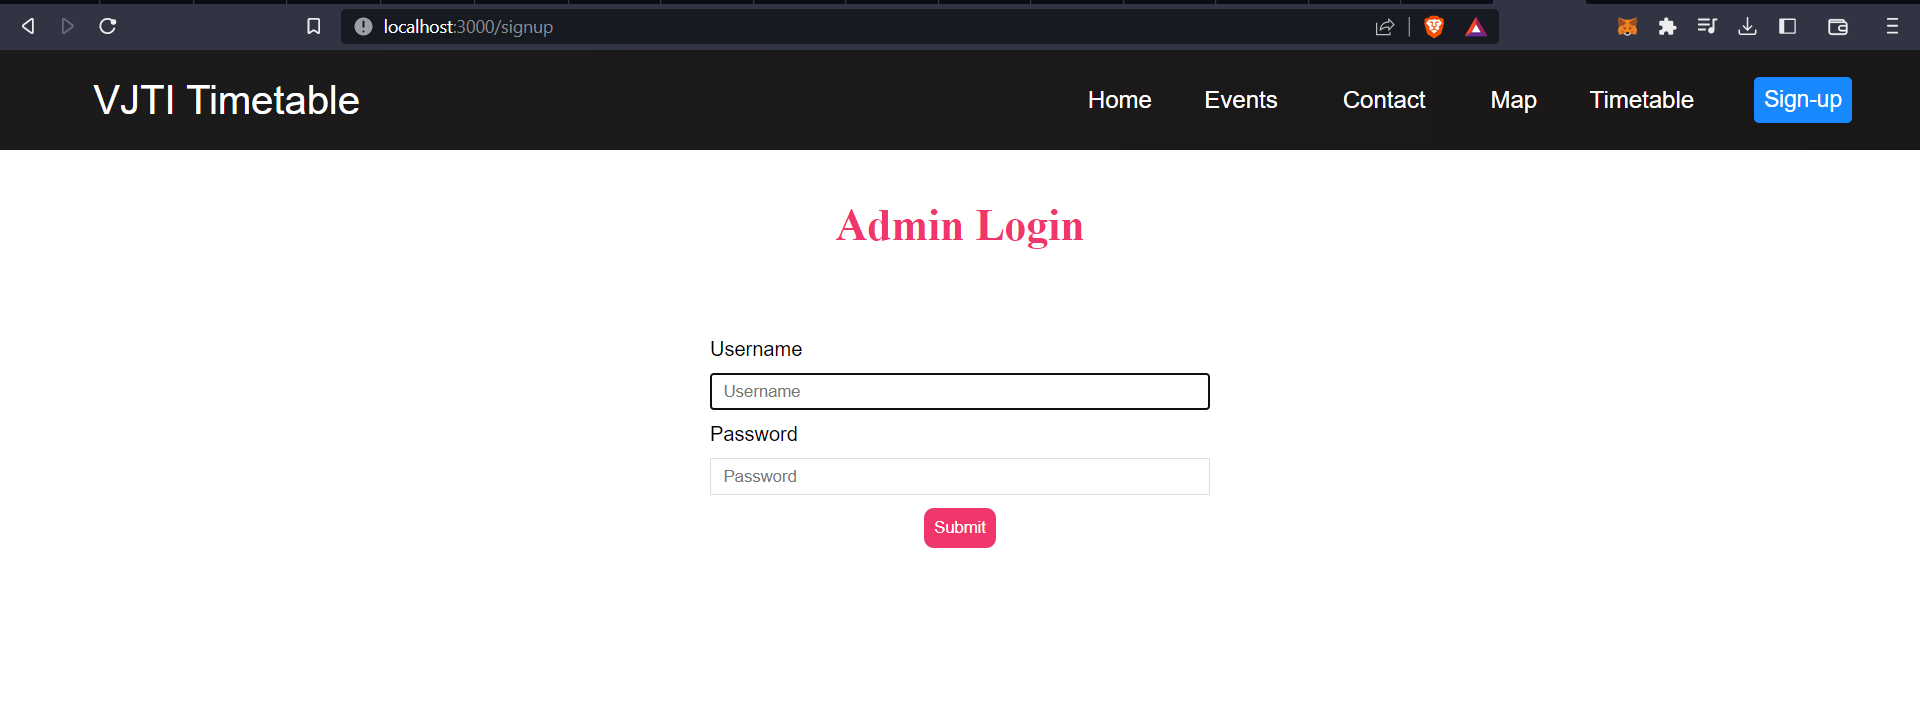 localhost:3000/signup
VJTI Timetable Home Events Contact Map Timetable Sign-up
Admin Login
Username
Username
Password
Password
Submit